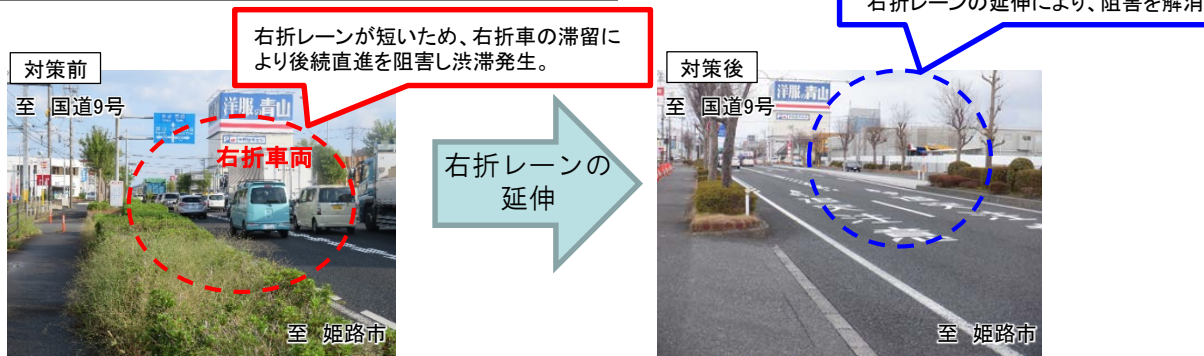 右折レーンの延伸により、阻害を解消
右折レーンが短いため、右折車の滞留に
より後続直進を阻害し渋滞発生。
対策前
至 国道9号
洋服の青山
右折車両
至 姫路市
右折レーンの
延伸
対策後
至 国道9号
洋服の青山
至 姫路市